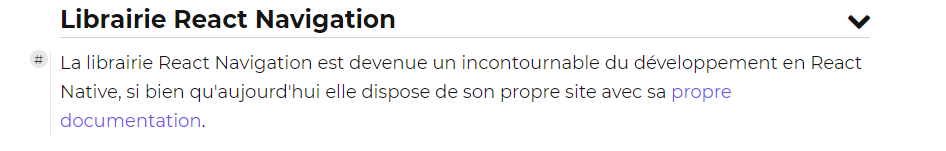 Librairie React Navigation
# La librairie React Navigation est devenue un incontournable du développement en React
Native, si bien qu'aujourd'hui elle dispose de son propre site avec sa propre
documentation.